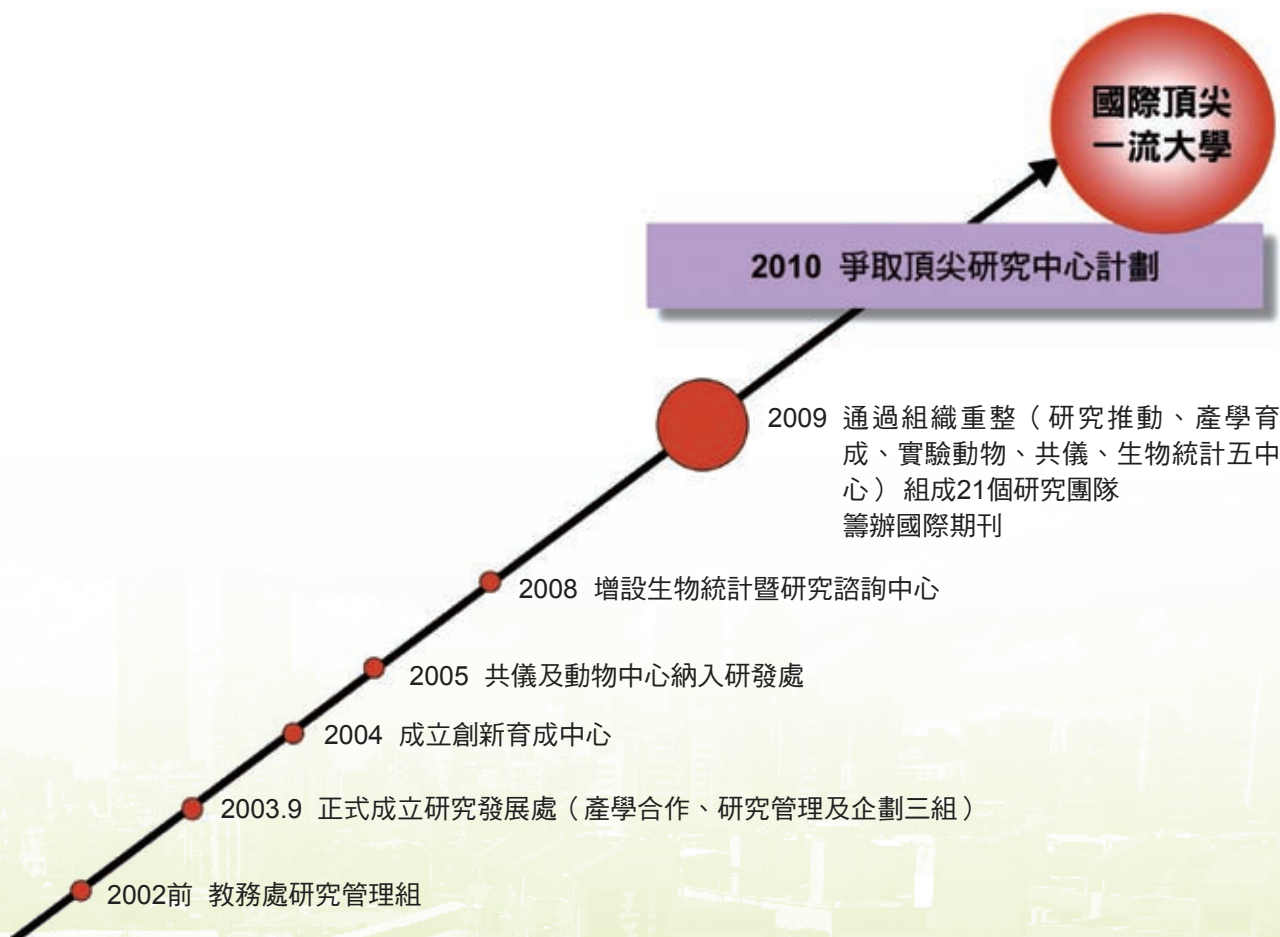 國際頂尖
一流大學
2010 爭取頂尖研究中心計劃
2009 通過組織重整（研究推動、產學育
成、實驗動物、共儀、生物統計五中
心）組成21個研究團隊
籌辦國際期刊
2008 增設生物統計暨研究諮詢中心
2005 共儀及動物中心納入研發處
2004 成立創新育成中心
2003.9 正式成立研究發展處（產學合作、研究管理及企劃三組）
2002前 教務處研究管理組